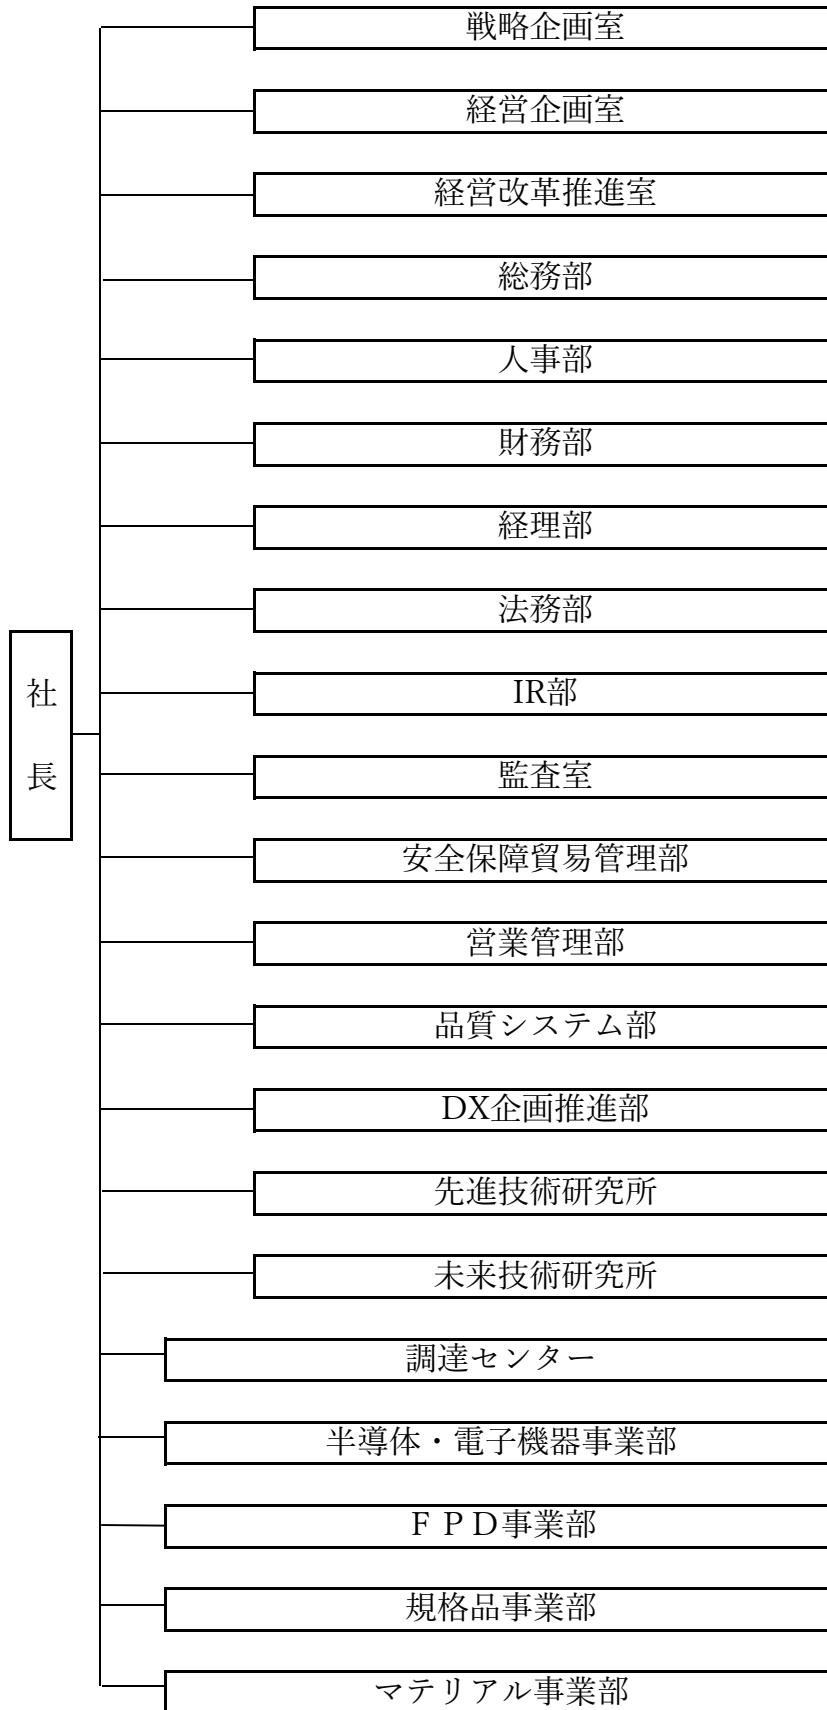 戦略企画室
経営企画室
経営改革推進室
総務部
人事部
財務部
経理部
法務部
社長
IR部
監査室
安全保障貿易管理部
営業管理部
品質システム部
DX企画推進部
先進技術研究所
未来技術研究所
調達センター
半導体・電子機器事業部
ＦＰＤ事業部
規格品事業部
マテリアル事業部